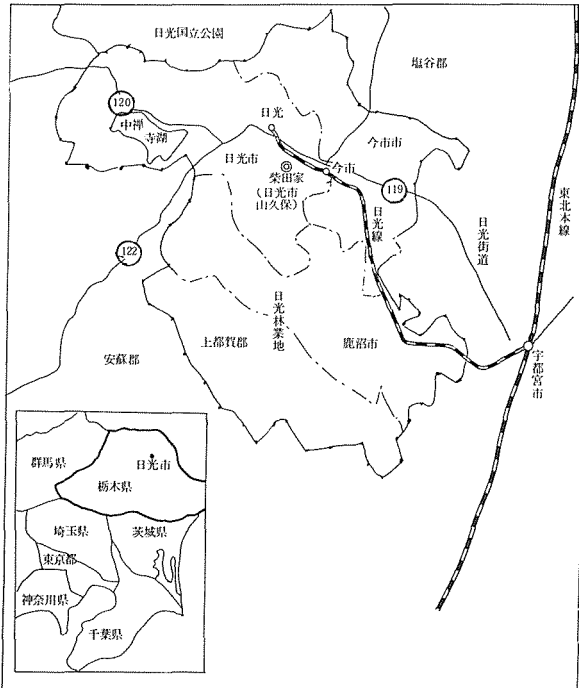 日光国立公園
塩谷郡
120
中禅
寺湖
日光
日光市
今市市
柴田家
(日光市
山久保)
今市
119
日光線
日光街道
東北本線
122
日光林業地
安蘇郡
上都賀郡
鹿沼市
宇都宮市
群馬県
日光市
栃木県
埼玉県
茨城県
東京都
神奈川県
千葉県